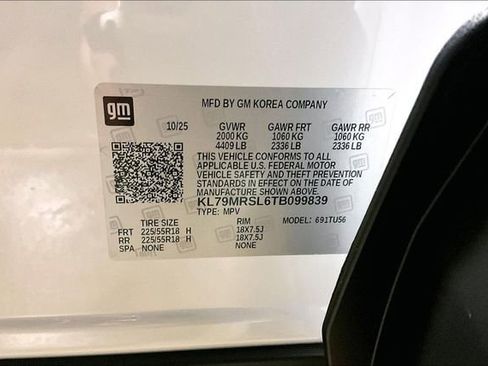 gm
MFD BY GM KOREA COMPANY
10/25 GVWR GAWR FRT GAWR RR
2000 KG 1060 KG 1060 KG
4409 LB 2336 LB 2336 LB
THIS VEHICLE CONFORMS TO ALL APPLICABLE
U.S. FEDERAL MOTOR
VEHICLE SAFETY AND THEFT
PREVENTION STANDARDS IN
EFFECT ON THE DATE OF
MANUFACTURE SHOWN ABOVE.
KL79MRSL6TB099839
TYPE: MPV MODEL: 691TU56
TIRE SIZE RIM
FRT 225/55R18 H 18X7.5J
RR 225/55R18 H 18X7.5J
SPA NONE NONE